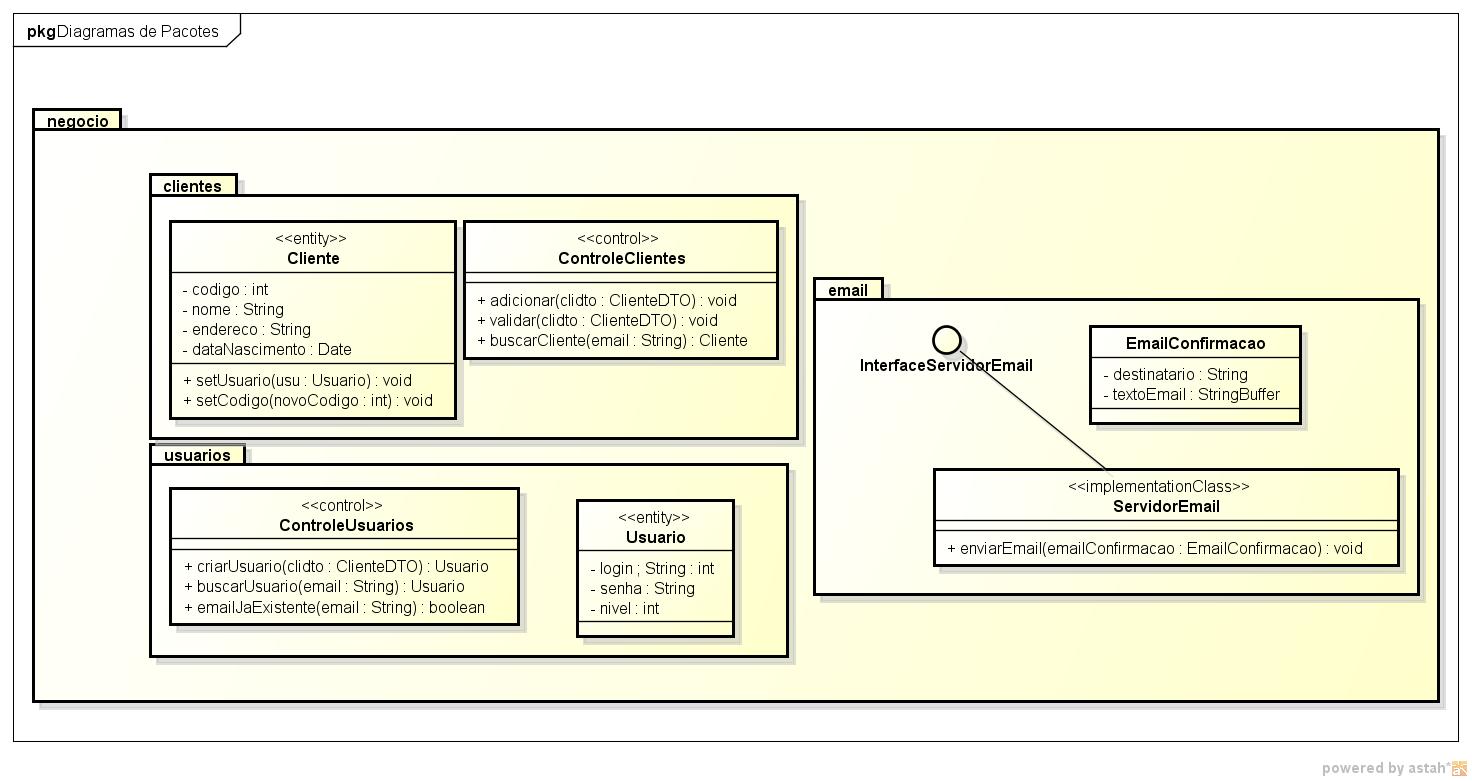 pkg Diagramas de Pacotes
negocio
clientes
<<entity>>
Cliente
- codigo : int
- nome : String
- endereco : String
- dataNascimento : Date
+ setUsuario(usu : Usuario) : void
+ setCodigo(novoCodigo : int) : void
<<control>>
ControleClientes
+ adicionar(clidto : ClienteDTO) : void
+ validar(clidto : ClienteDTO) : void
+ buscarCliente(email : String) : Cliente
usuarios
<<control>>
ControleUsuarios
+ criarUsuario(clidto : ClienteDTO) : Usuario
+ buscarUsuario(email : String) : Usuario
+ emailJaExistente(email : String) : boolean
<<entity>>
Usuario
- login ; String : int
- senha : String
- nivel : int
email
InterfaceServidorEmail
EmailConfirmacao
- destinatario : String
- textoEmail : StringBuffer
<<implementationClass>>
ServidorEmail
+ enviarEmail(emailConfirmacao : EmailConfirmacao) : void
powered by astah*